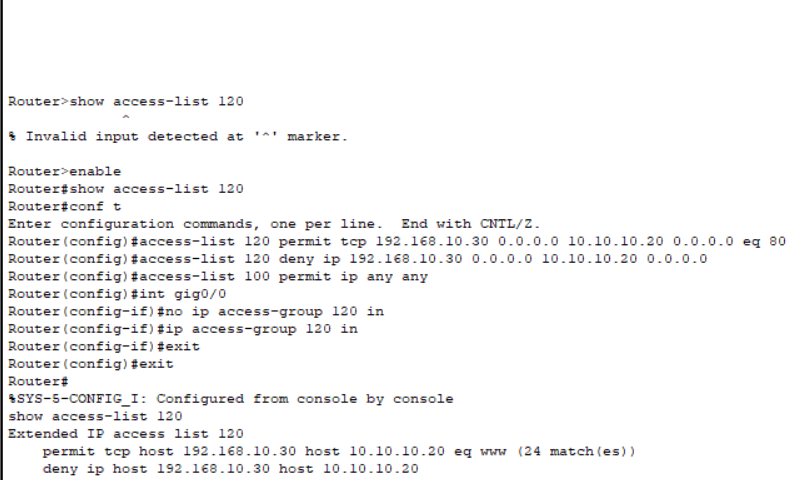 Router>show access-list 120
^
% Invalid input detected at '^' marker.
Router>enable
Router#show access-list 120
Router#conf t
Enter configuration commands, one per line.  End with CNTL/Z.
Router(config)#access-list 120 permit tcp 192.168.10.30 0.0.0.0 10.10.10.20 0.0.0.0 eq 80
Router(config)#access-list 120 deny ip 192.168.10.30 0.0.0.0 10.10.10.20 0.0.0.0
Router(config)#access-list 100 permit ip any any
Router(config)#int gig0/0
Router(config-if)#no ip access-group 120 in
Router(config-if)#ip access-group 120 in
Router(config-if)#exit
Router(config)#exit
Router#
%SYS-5-CONFIG_I: Configured from console by console
show access-list 120
Extended IP access list 120
permit tcp host 192.168.10.30 host 10.10.10.20 eq www (24 match(es))
deny ip host 192.168.10.30 host 10.10.10.20